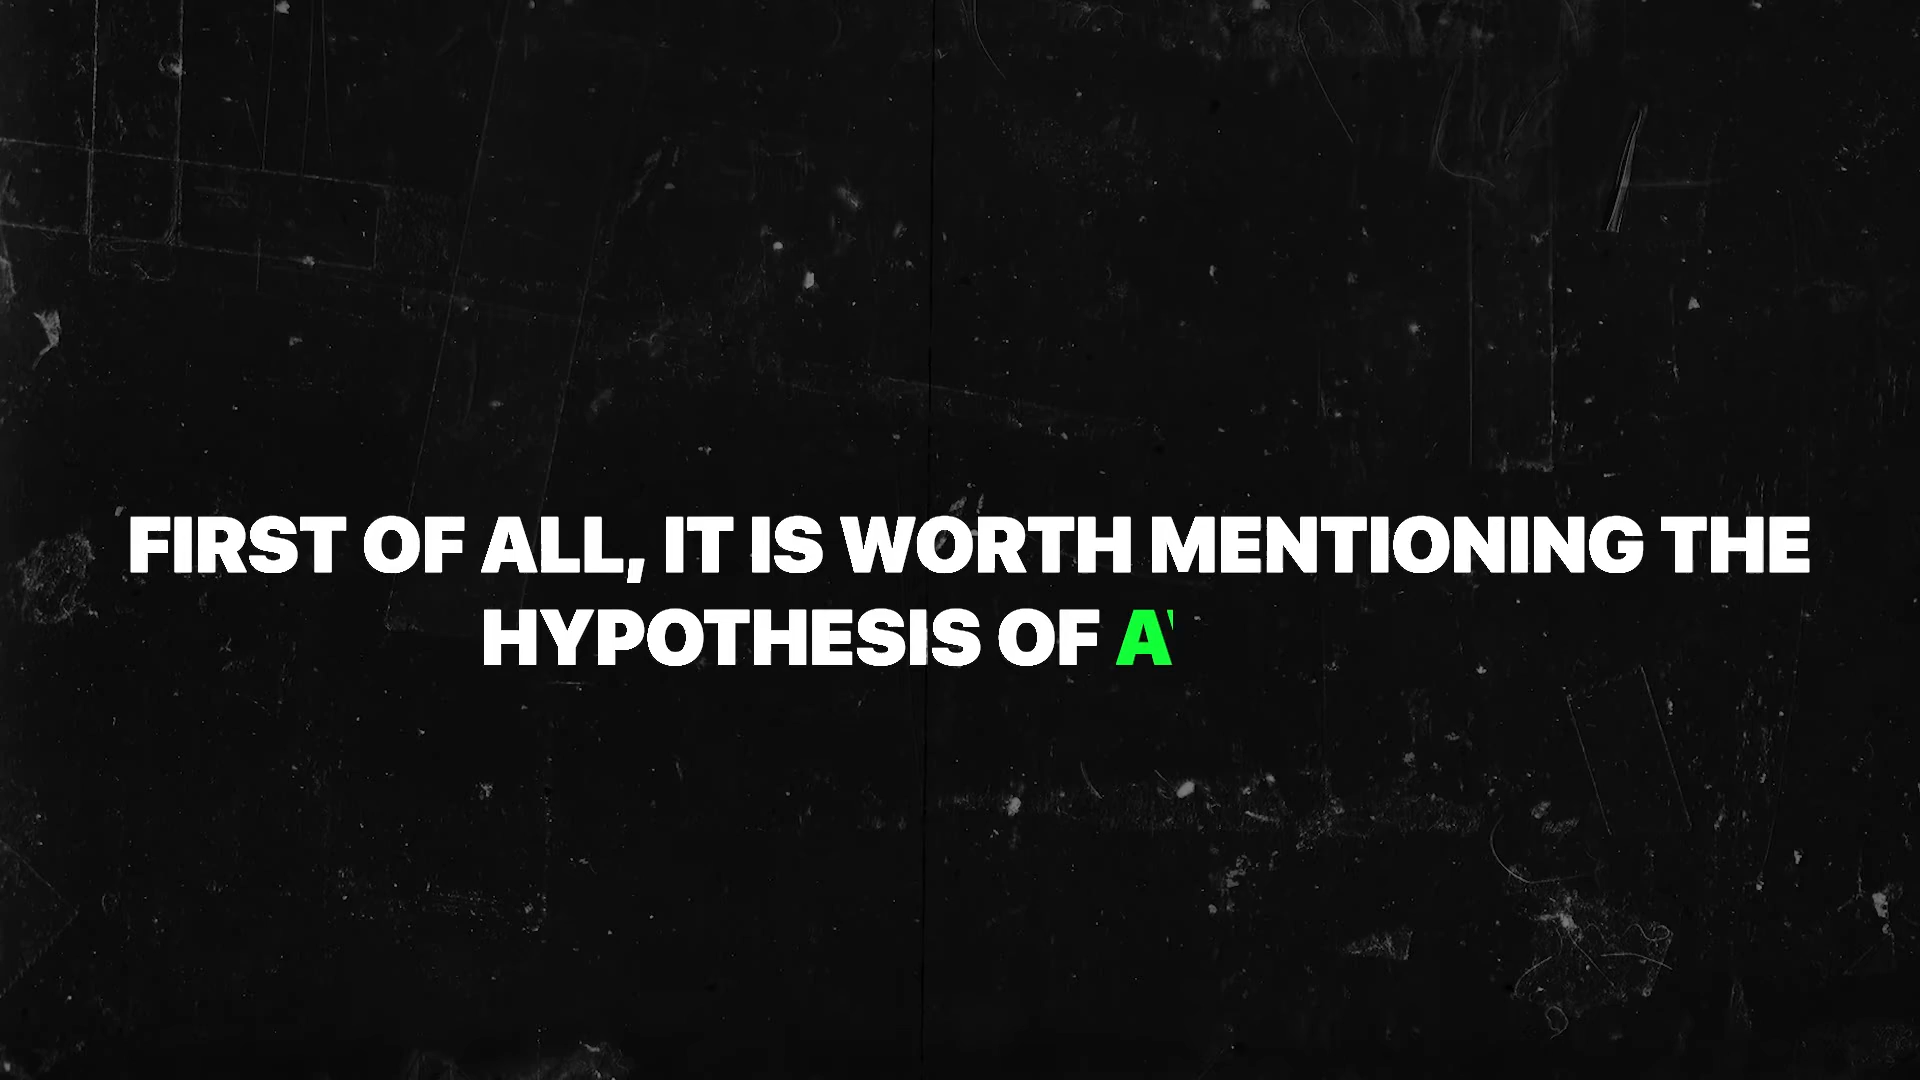 FIRST OF ALL, IT IS WORTH MENTIONING THE
HYPOTHESIS OF A